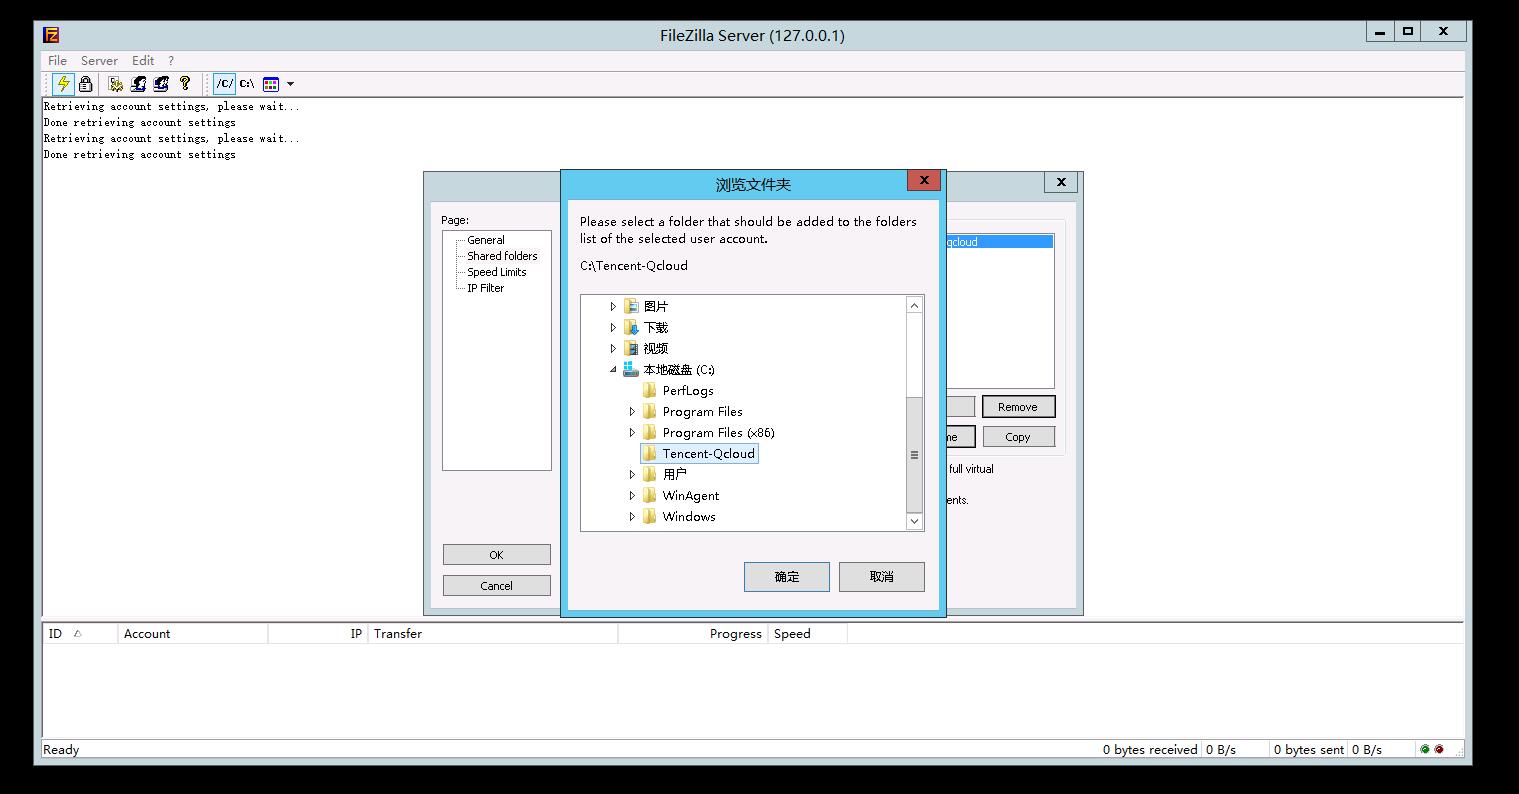 FileZilla Server (127.0.0.1)
File Server Edit ?
/C/ C:\
Retrieving account settings, please wait...
Done retrieving account settings
Retrieving account settings, please wait...
Done retrieving account settings
浏览文件夹
Page:
General
Shared folders
Speed Limits
IP Filter
OK
Cancel
Please select a folder that should be added to the folders
list of the selected user account.
C:\Tencent-Qcloud
图片
下载
视频
本地磁盘 (C:)
PerfLogs
Program Files
Program Files (x86)
Tencent-Qcloud
用户
WinAgent
Windows
确定 取消
qcloud
Remove
Copy
full virtual
ID Account IP Transfer Progress Speed
Ready 0 bytes received 0 B/s 0 bytes sent 0 B/s